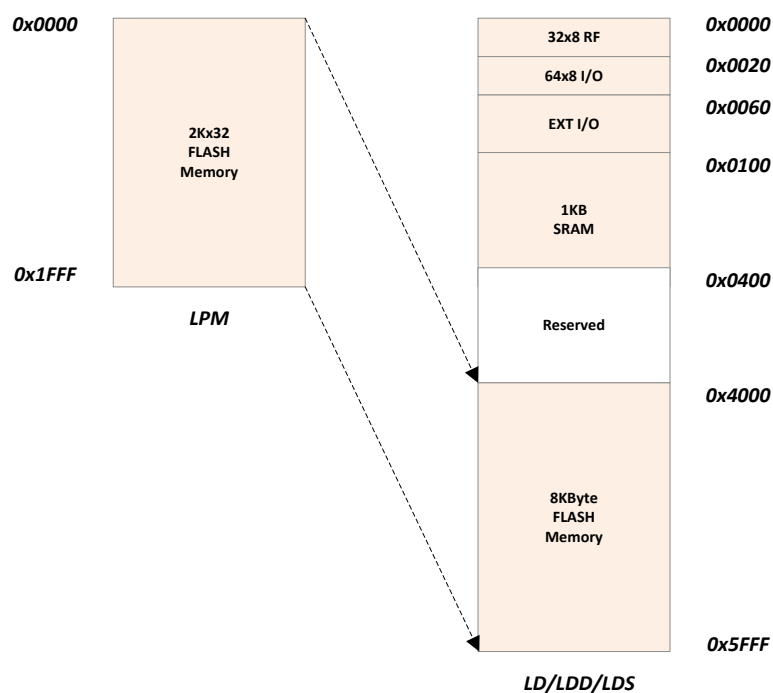 0x0000
2Kx32
FLASH
Memory
0x1FFF
LPM
32x8 RF
64x8 I/O
EXT I/O
1KB
SRAM
Reserved
8KByte
FLASH
Memory
0x0000
0x0020
0x0060
0x0100
0x0400
0x4000
0x5FFF
LD/LDD/LDS